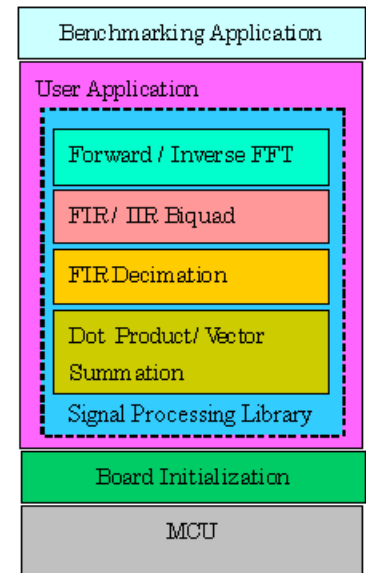 Benchmarking Application
User Application
Forward / Inverse FFT
FIR/ IIR Biquad
FIR Decimation
Dot Product/ Vector
Summation
Signal Processing Library
Board Initialization
MCU